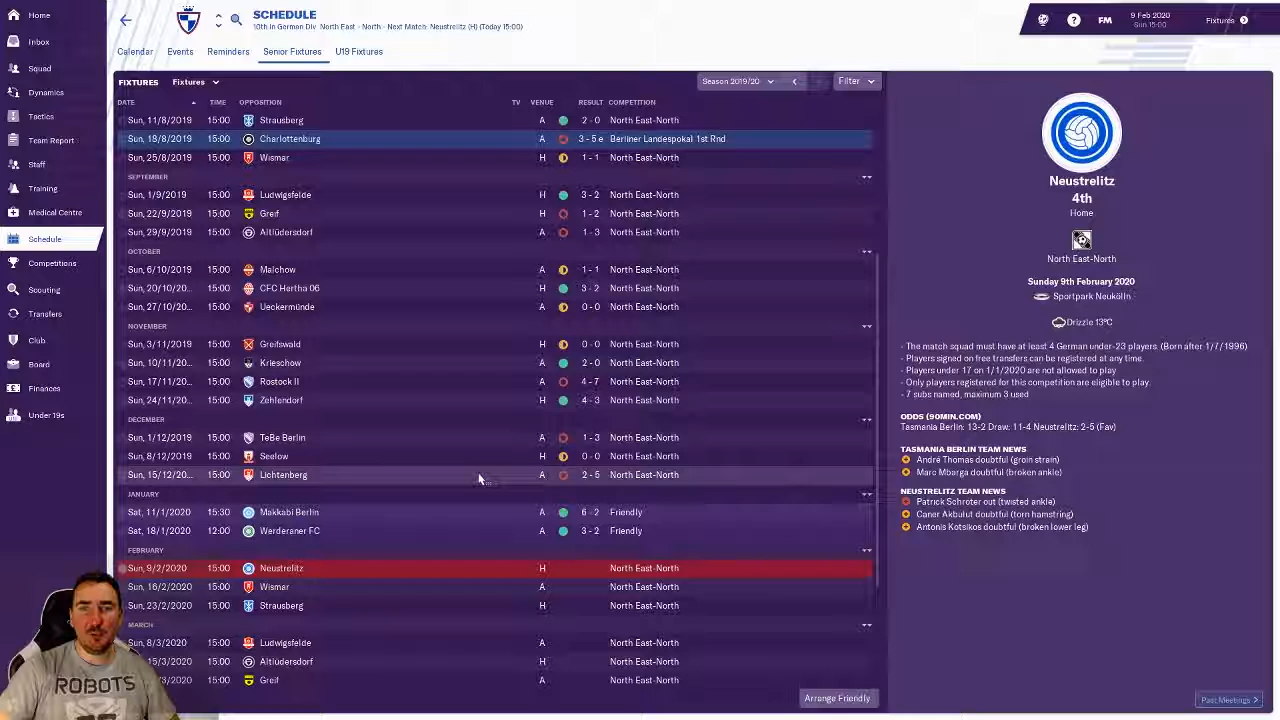 Home
Inbox
Squad
Dynamics
Tactics
Team Report
Staff
Training
Medical Centre
Schedule
Competitions
Scouting
Transfers
Club
Board
Finances
Under 19s
SCHEDULE
10th in German Div. North East - North - Next Match: Neustrelitz (H) (Today 15:00)
FM
9 Feb 2020
Sun 15:00
Fixtures
Calendar Events Reminders Senior Fixtures U19 Fixtures
FIXTURES Fixtures Season 2019/20 Filter
DATE TIME OPPOSITION TV VENUE RESULT COMPETITION
Sun, 11/8/2019 15:00 Strausberg A 2 - 0 North East-North
Sun, 18/8/2019 15:00 Charlottenburg A 3 - 5 e Berliner Landespokal 1st Rnd
Sun, 25/8/2019 15:00 Wismar H 1 - 1 North East-North
SEPTEMBER
Sun, 1/9/2019 15:00 Ludwigsfelde H 3 - 2 North East-North
Sun, 22/9/2019 15:00 Greif H 1 - 2 North East-North
Sun, 29/9/2019 15:00 Altlüdersdorf A 1 - 3 North East-North
OCTOBER
Sun, 6/10/2019 15:00 Malchow A 1 - 1 North East-North
Sun, 20/10/20... 15:00 CFC Hertha 06 H 3 - 2 North East-North
Sun, 27/10/20... 15:00 Ueckermünde A 0 - 0 North East-North
NOVEMBER
Sun, 3/11/2019 15:00 Greifswald H 0 - 0 North East-North
Sun, 10/11/20... 15:00 Krieschow A 2 - 0 North East-North
Sun, 17/11/20... 15:00 Rostock II A 4 - 7 North East-North
Sun, 24/11/20... 15:00 Zehlendorf H 4 - 3 North East-North
DECEMBER
Sun, 1/12/2019 15:00 TeBe Berlin A 1 - 3 North East-North
Sun, 8/12/2019 15:00 Seelow H 0 - 0 North East-North
Sun, 15/12/20... 15:00 Lichtenberg A 2 - 5 North East-North
JANUARY
Sat, 11/1/2020 15:30 Makkabi Berlin A 6 - 2 Friendly
Sat, 18/1/2020 12:00 Werderaner FC H 3 - 2 Friendly
FEBRUARY
Sun, 9/2/2020 15:00 Neustrelitz H North East-North
Sun, 16/2/2020 15:00 Wismar A North East-North
Sun, 23/2/2020 15:00 Strausberg H North East-North
MARCH
Sun, 8/3/2020 15:00 Ludwigsfelde A North East-North
15/3/2020 15:00 Altlüdersdorf H North East-North
/3/2020 15:00 Greif A North East-North
Arrange Friendly
Neustrelitz
4th
Home
North East-North
Sunday 9th February 2020
Sportpark Neukölln
Drizzle 13°C
- The match squad must have at least 4 German under-23 players. (Born after 1/7/1996)
- Players signed on free transfers can be registered at any time.
- Players under 17 on 1/1/2020 are not allowed to play
- Only players registered for this competition are eligible to play.
- 7 subs named, maximum 3 used
ODDS (90MIN.COM)
Tasmania Berlin: 13-2 Draw: 11-4 Neustrelitz: 2-5 (Fav)
TASMANIA BERLIN TEAM NEWS
André Thomas doubtful (groin strain)
Marc Mbarga doubtful (broken ankle)
NEUSTRELITZ TEAM NEWS
Patrick Schroter out (twisted ankle)
Caner Akbulut doubtful (torn hamstring)
Antonis Kotsikos doubtful (broken lower leg)
Past Meetings >
ROBOTS